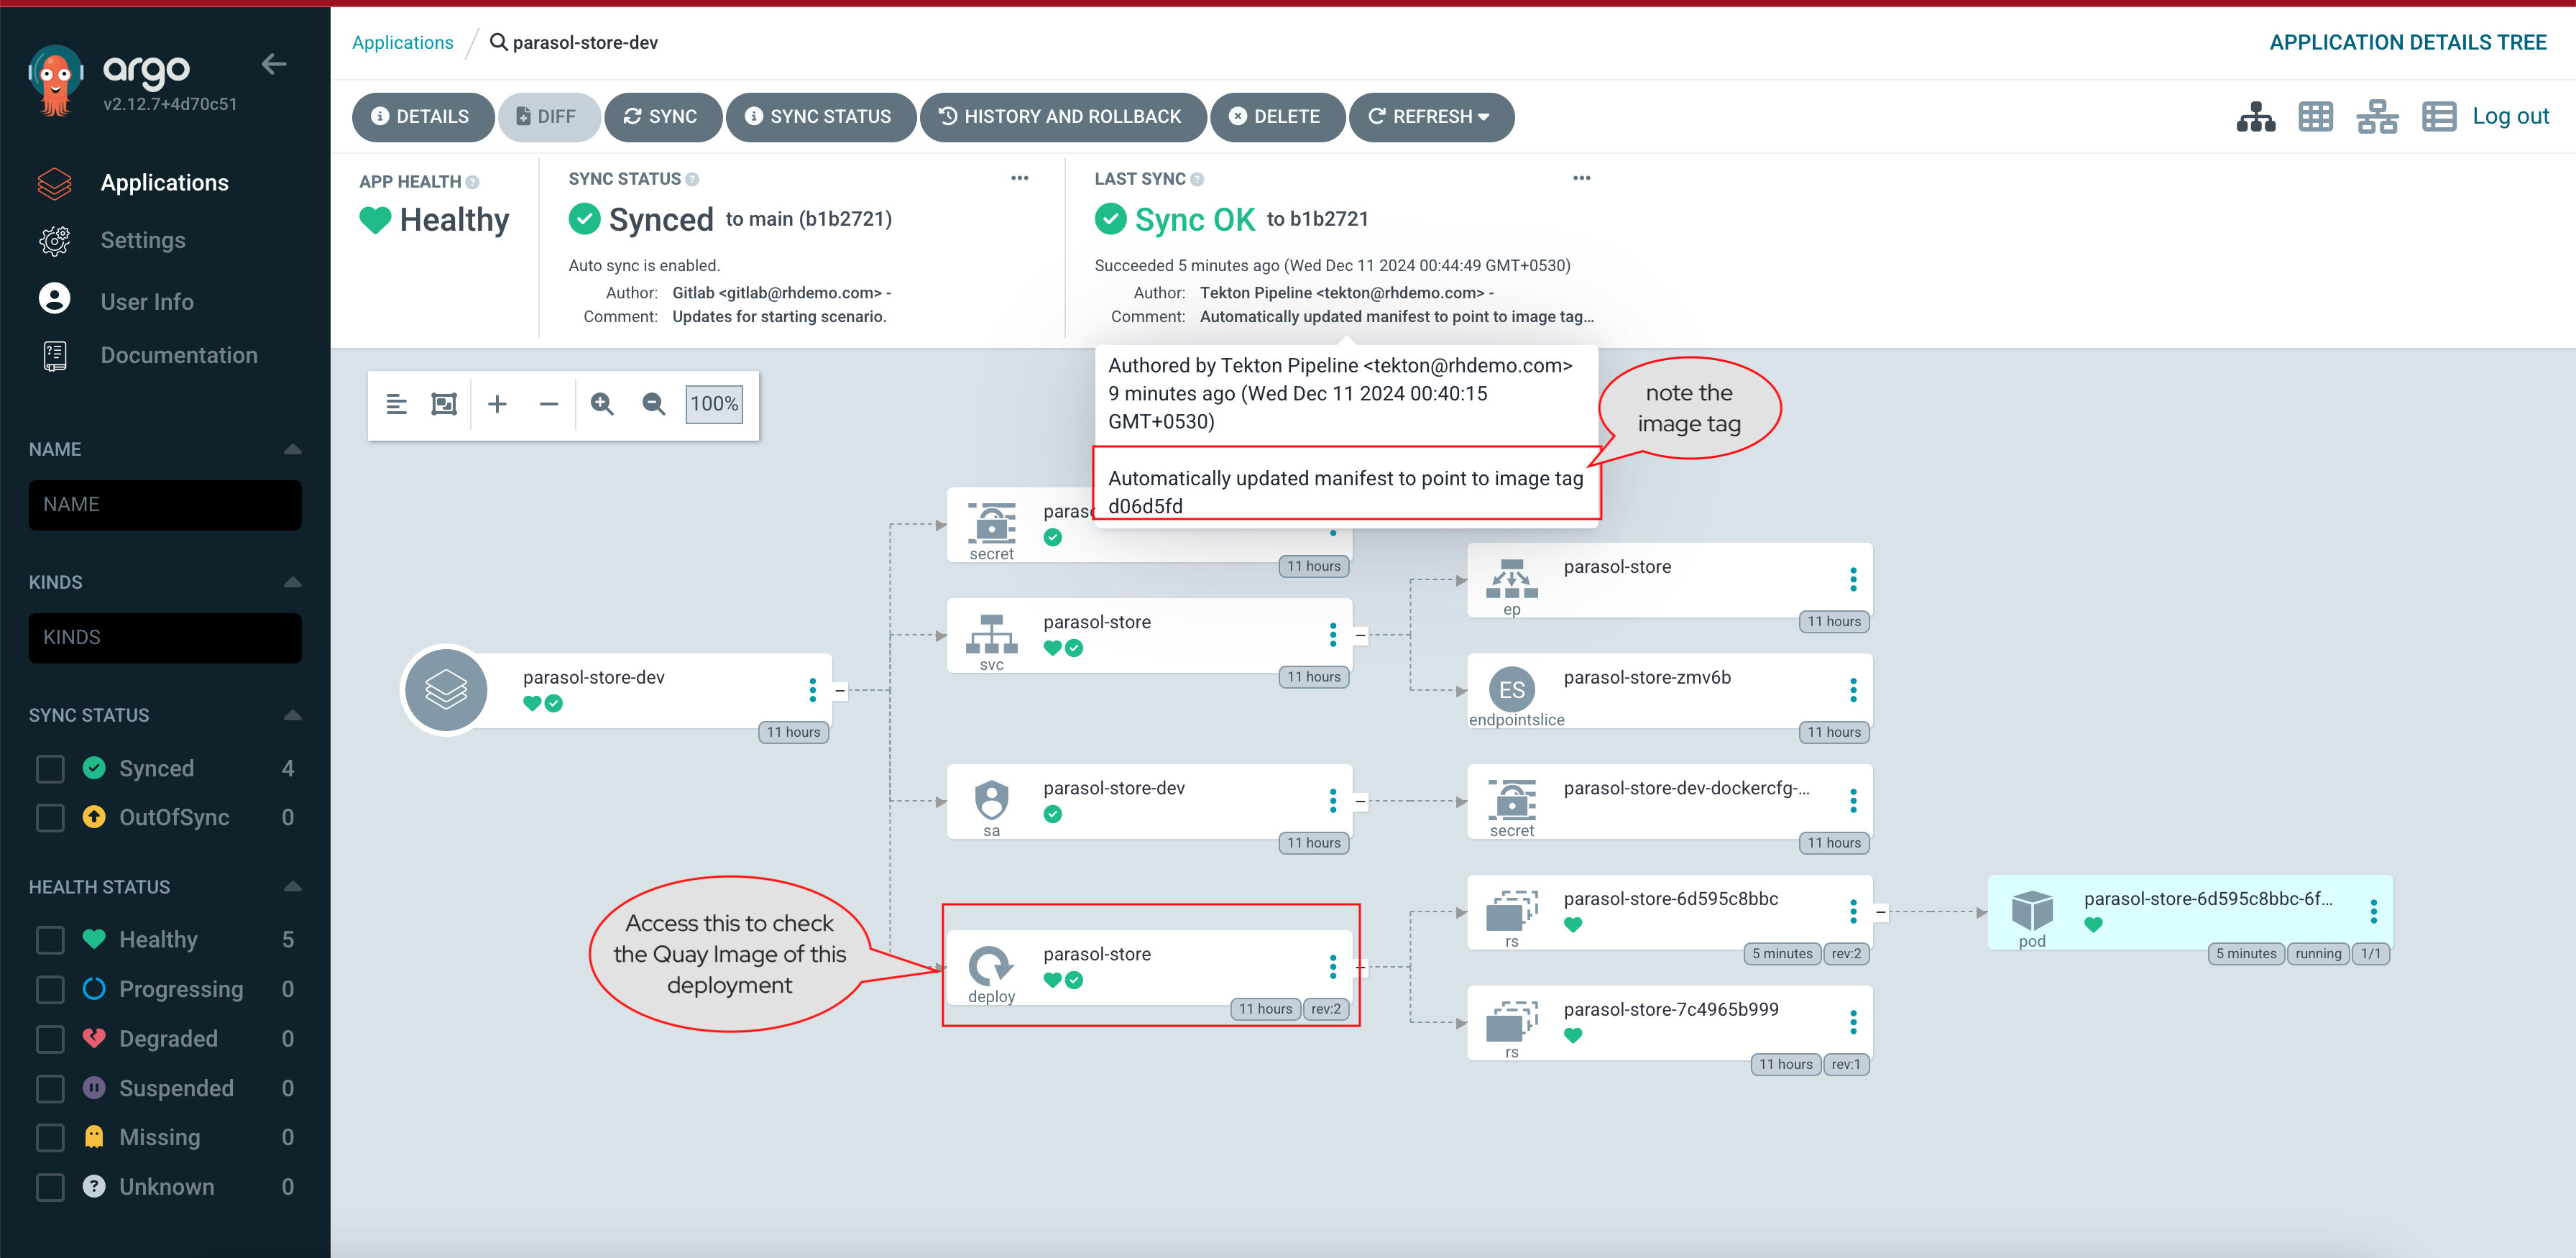 argo
v2.12.7+4d70c51
Applications
Settings
User Info
Documentation
NAME
NAME
KINDS
KINDS
SYNC STATUS
Synced 4
OutOfSync 0
HEALTH STATUS
Healthy 5
Progressing 0
Degraded 0
Suspended 0
Missing 0
Unknown 0
Applications / parasol-store-dev
APPLICATION DETAILS TREE
DETAILS DIFF SYNC SYNC STATUS HISTORY AND ROLLBACK DELETE REFRESH
Log out
APP HEALTH
Healthy
SYNC STATUS
Synced to main (b1b2721)
Auto sync is enabled.
Author: Gitlab <gitlab@rhdemo.com> -
Comment: Updates for starting scenario.
LAST SYNC
Sync OK to b1b2721
Succeeded 5 minutes ago (Wed Dec 11 2024 00:44:49 GMT+0530)
Author: Tekton Pipeline <tekton@rhdemo.com> -
Comment: Automatically updated manifest to point to image tag...
Authored by Tekton Pipeline <tekton@rhdemo.com>
9 minutes ago (Wed Dec 11 2024 00:40:15
GMT+0530)
Automatically updated manifest to point to image tag
d06d5fd
note the
image tag
100%
parasol-store-dev
11 hours
paraso
secret
11 hours
parasol-store
svc
11 hours
parasol-store-dev
sa
11 hours
Access this to check
the Quay Image of this
deployment
parasol-store
deploy
11 hours rev:2
parasol-store
ep
11 hours
ES
parasol-store-zmv6b
endpointslice
11 hours
parasol-store-dev-dockercfg-...
secret
11 hours
parasol-store-6d595c8bbc
rs
5 minutes rev:2
parasol-store-7c4965b999
rs
11 hours rev:1
parasol-store-6d595c8bbc-6f...
pod
5 minutes running 1/1